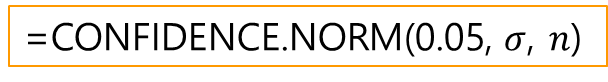 =CONFIDENCE.NORM(0.05, σ, n)